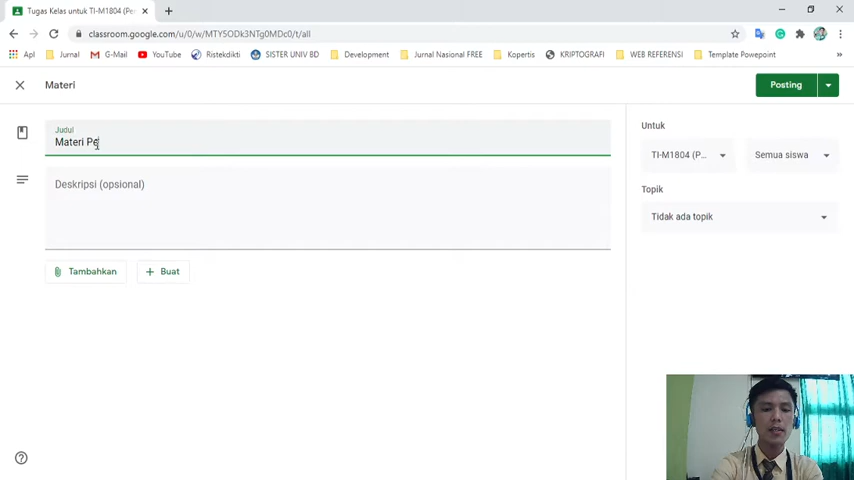 Tugas Kelas untuk TI-M1804 (Per
classroom.google.com/u/0/w/MTY5ODk3NTg0MDc0/t/all
Apl
Jurnal
G-Mail
YouTube
Ristekdikti
SISTER UNIV BD
Development
Jurnal Nasional FREE
Kopertis
KRIPTOGRAFI
WEB REFERENSI
Template Powepoint
»
Materi
Posting
Judul
Materi Pe
Deskripsi (opsional)
Tambahkan
Buat
Untuk
TI-M1804 (P...
Semua siswa
Topik
Tidak ada topik